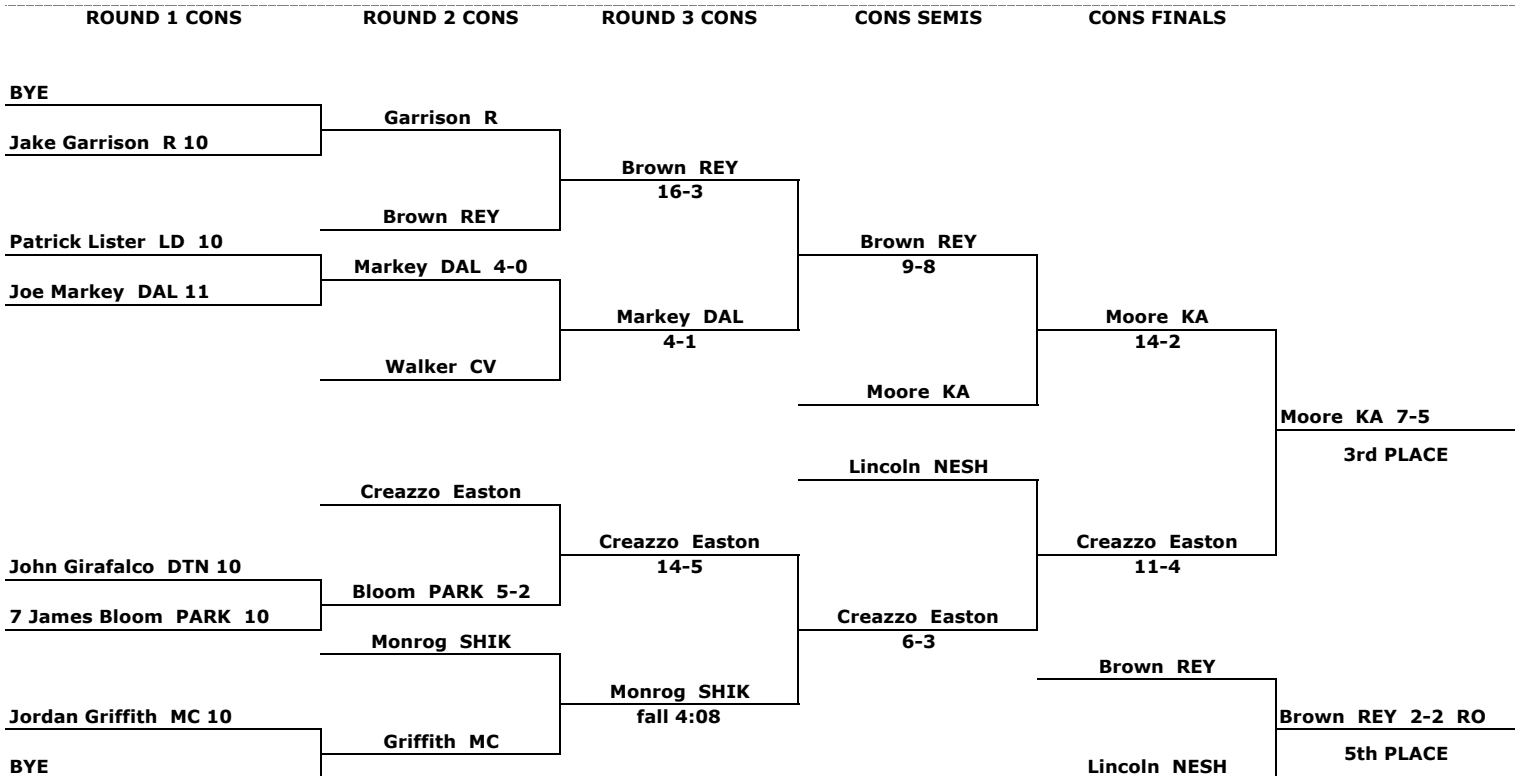 ROUND 1 CONS ROUND 2 CONS ROUND 3 CONS CONS SEMIS CONS FINALS
BYE
Garrison R
Jake Garrison R 10
Brown REY
16-3
Brown REY
Patrick Lister LD 10
Brown REY
Markey DAL 4-0
9-8
Joe Markey DAL 11
Markey DAL
Moore KA
4-1
14-2
Walker CV
Moore KA
Moore KA 7-5
3rd PLACE
Lincoln NESH
Creazzo Easton
Creazzo Easton
Creazzo Easton
John Girafalco DTN 10
14-5
11-4
Bloom PARK 5-2
7 James Bloom PARK 10
Creazzo Easton
Monrog SHIK
6-3
Brown REY
Monrog SHIK
Jordan Griffith MC 10
fall 4:08
Brown REY 2-2 RO
Griffith MC
5th PLACE
BYE
Lincoln NESH